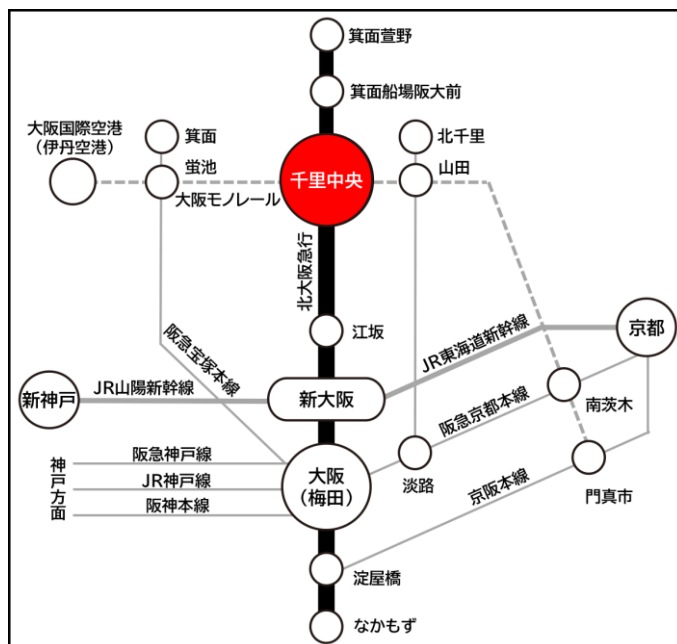 箕面萱野
箕面船場阪大前
大阪国際空港
（伊丹空港）
箕面
北千里
蛍池
千里中央
山田
大阪モノレール
北大阪急行
江坂
阪急宝塚本線
JR東海道新幹線
京都
新神戸
JR山陽新幹線
新大阪
阪急京都本線
南茨木
神戸方面
阪急神戸線
JR神戸線
阪神本線
大阪
（梅田）
淡路
京阪本線
門真市
淀屋橋
なかもず